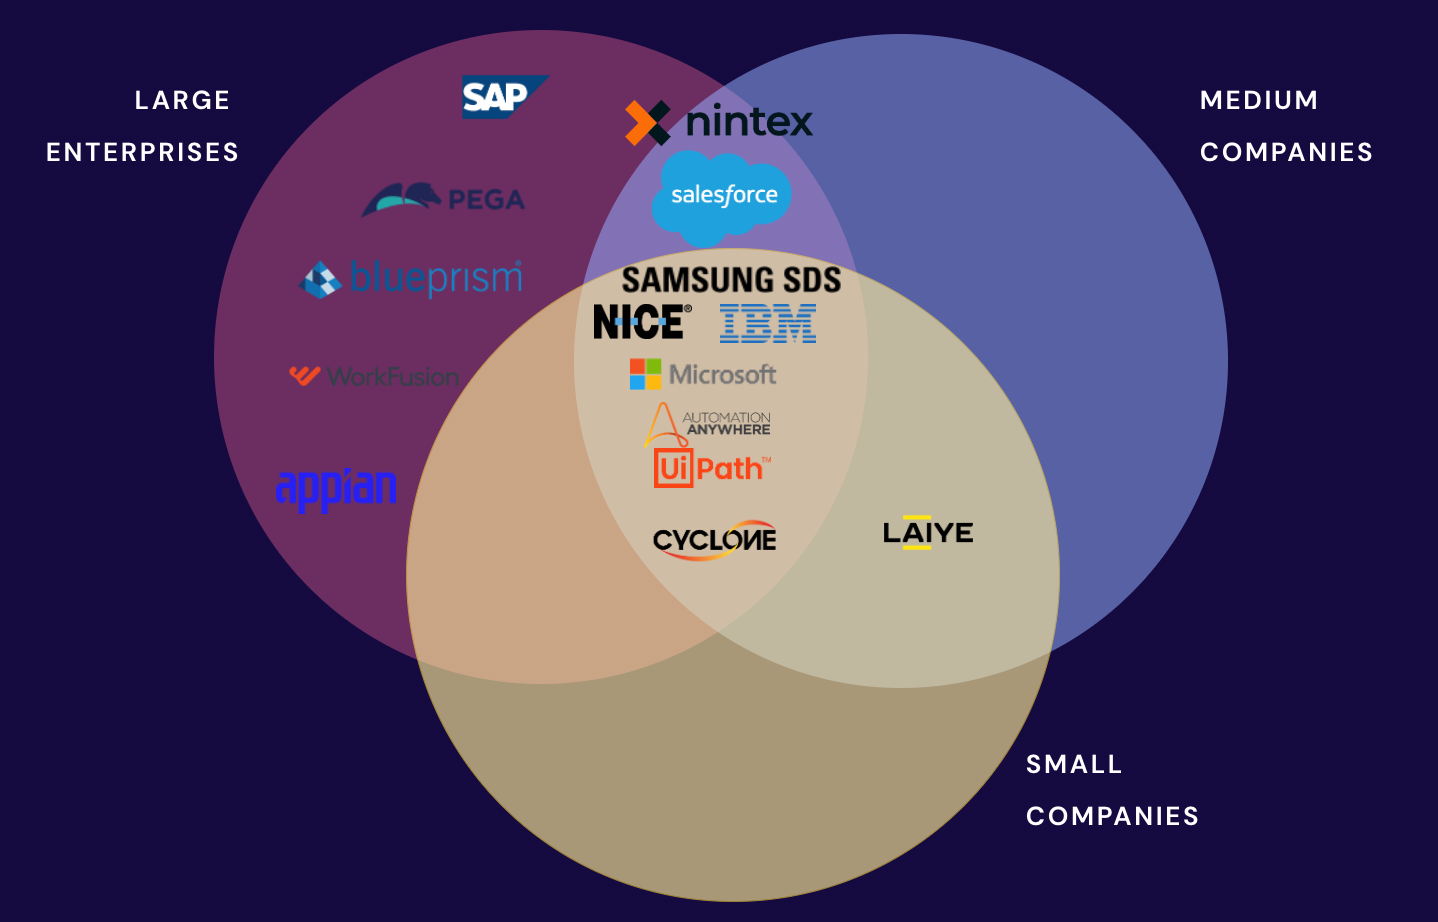 LARGE
ENTERPRISES
MEDIUM
COMPANIES
SAP
nintex
salesforce
PEGA
blueprism®
SAMSUNG SDS
NICE®
IBM
WorkFusion
Microsoft
AUTOMATION
ANYWHERE
UiPath™
appian
CYCLONE
LAIYE
SMALL
COMPANIES